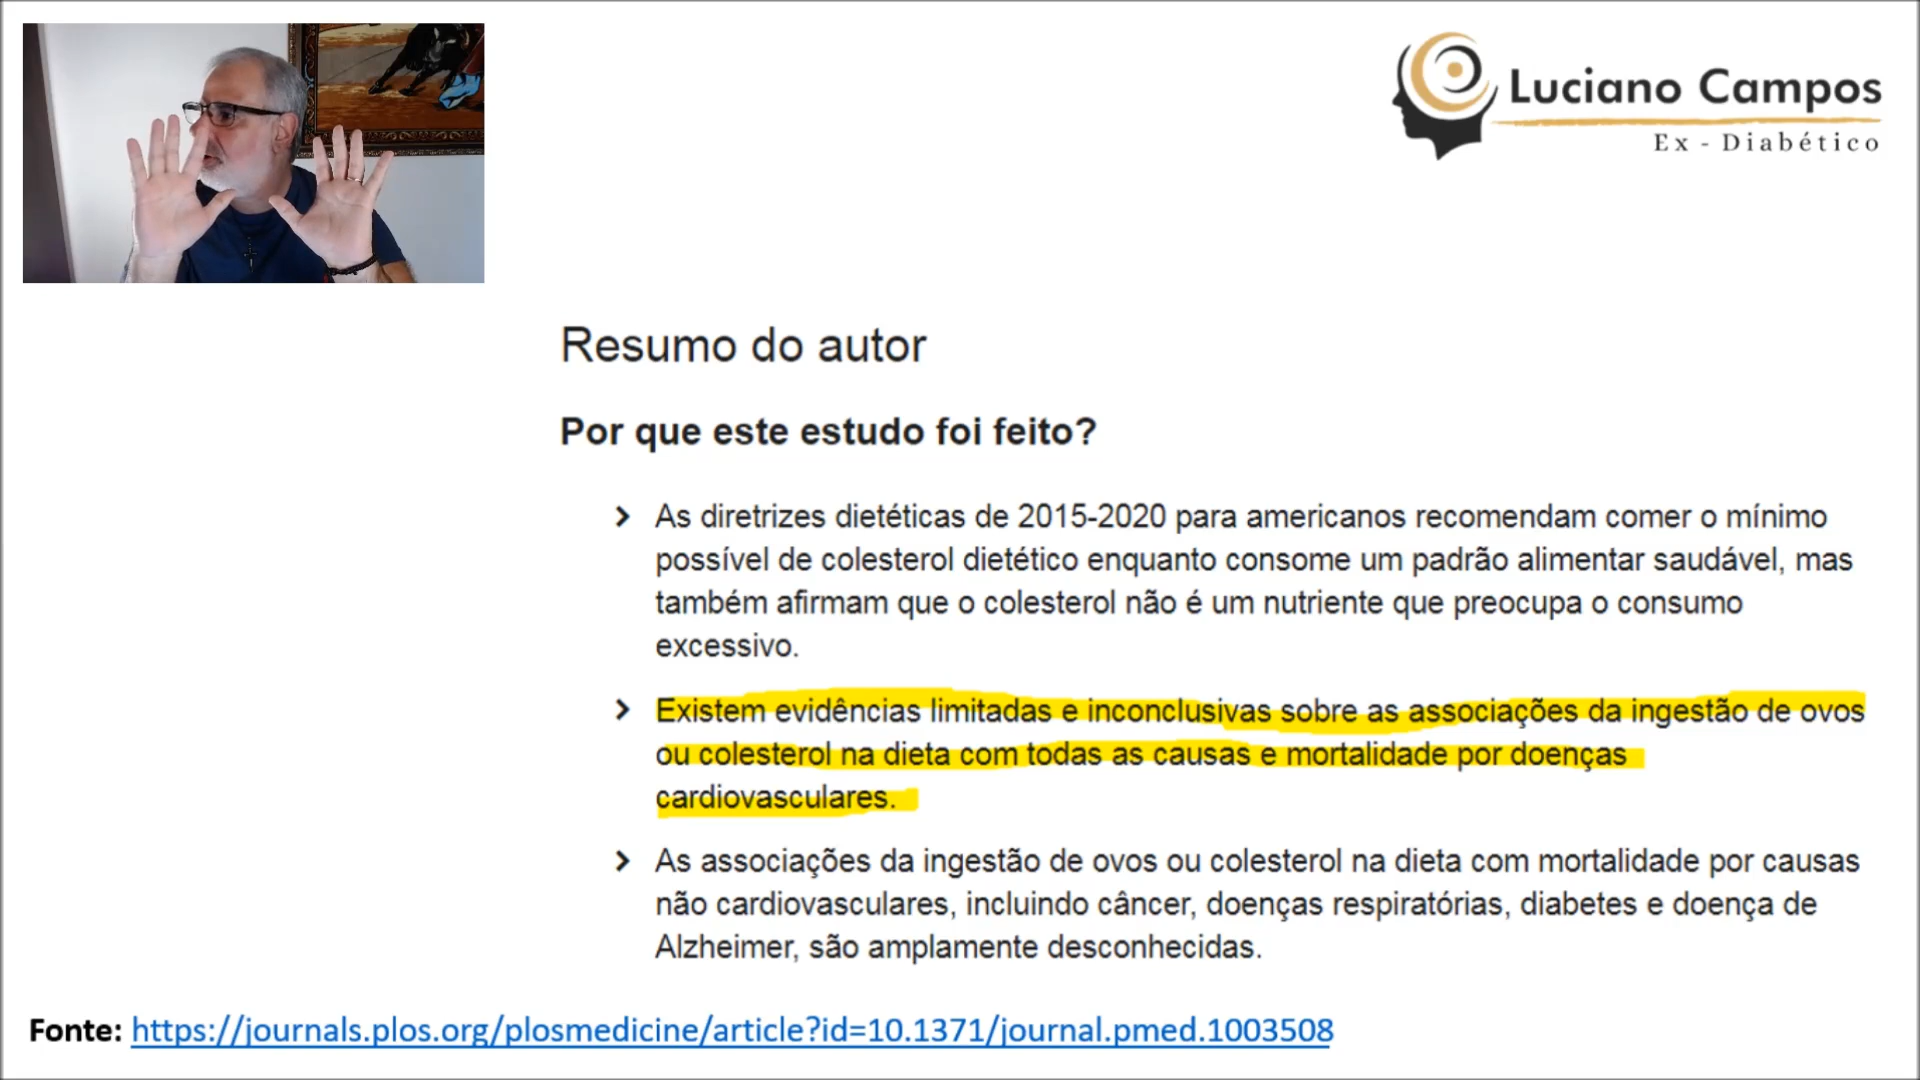 Luciano Campos
Ex - Diabético
Resumo do autor
Por que este estudo foi feito?
As diretrizes dietéticas de 2015-2020 para americanos recomendam comer o mínimo
possível de colesterol dietético enquanto consome um padrão alimentar saudável, mas
também afirmam que o colesterol não é um nutriente que preocupa o consumo
excessivo.
Existem evidências limitadas e inconclusivas sobre as associações da ingestão de ovos
ou colesterol na dieta com todas as causas e mortalidade por doenças
cardiovasculares.
As associações da ingestão de ovos ou colesterol na dieta com mortalidade por causas
não cardiovasculares, incluindo câncer, doenças respiratórias, diabetes e doença de
Alzheimer, são amplamente desconhecidas.
Fonte: https://journals.plos.org/plosmedicine/article?id=10.1371/journal.pmed.1003508